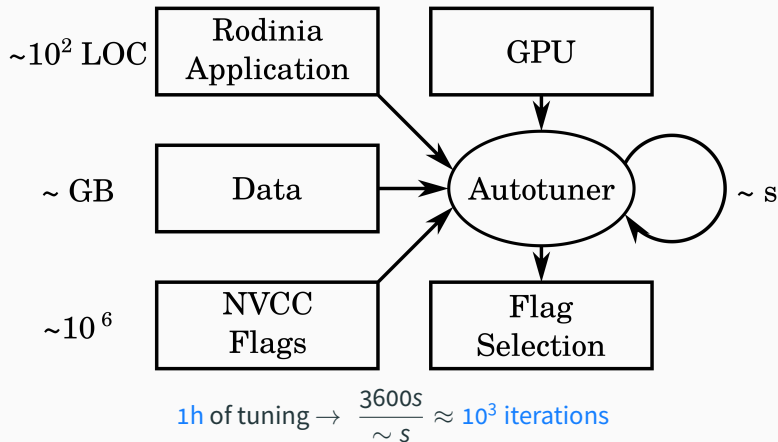 ~10² LOC
Rodinia
Application
GPU
~ GB
Data
Autotuner
~ s
~10⁶
NVCC
Flags
Flag
Selection
1h of tuning → 3600s / ~ s ≈ 10³ iterations